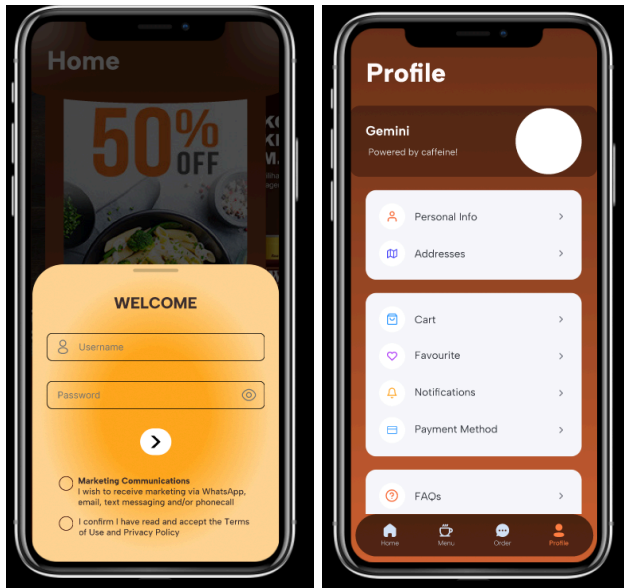 Home
50%
OFF
WELCOME
Username
Password
Marketing Communications
I wish to receive marketing via WhatsApp,
email, text messaging and/or phonecall
I confirm I have read and accept the Terms
of Use and Privacy Policy
Profile
Gemini
Powered by caffeine!
Personal Info
Addresses
Cart
Favourite
Notifications
Payment Method
FAQs
Home
Menu
Order
Profile